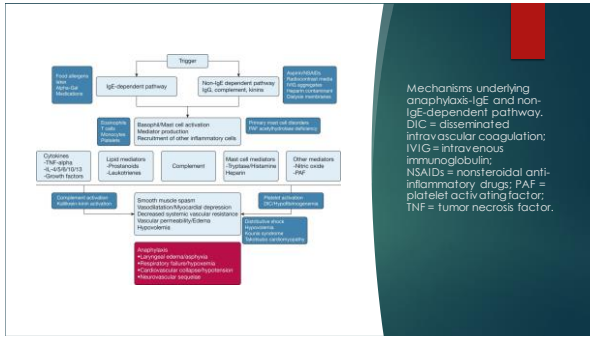 Trigger
Food allergens
latex
Alpha-Gal
Medications
IgE-dependent pathway
Non-IgE dependent pathway
IgG, complement, kinins
Aspirin/NSAIDs
Radiocontrast media
IVIG aggregates
Heparin contaminant
Dialysis membranes
Eosinophils
T cells
Monocytes
Platelets
Basophil/Mast cell activation
Mediator production
Recruitment of other inflammatory cells
Primary mast cell disorders
PAF acetylhydrolase deficiency
Cytokines
-TNF-alpha
-IL-4/5/6/10/13
-Growth factors
Lipid mediators
-Prostanoids
-Leukotrienes
Complement
Mast cell mediators
-Tryptase/Histamine
Heparin
Other mediators
-Nitric oxide
-PAF
Complement activation
Kallikrein-kinin activation
Smooth muscle spasm
Vasodilatation/Myocardial depression
Decreased systemic vascular resistance
Vascular permeability/Edema
Hypovolemia
Platelet activation
DIC/Hypofibrinogenemia
Distributive shock
Hypovolemia
Kounis syndrome
Takotsubo cardiomyopathy
Anaphylaxis
•Laryngeal edema/asphyxia
•Respiratory failure/hypoxemia
•Cardiovascular collapse/hypotension
•Neurovascular sequelae
Mechanisms underlying
anaphylaxis-IgE and non-
IgE-dependent pathway.
DIC = disseminated
intravascular coagulation;
IVIG = intravenous
immunoglobulin;
NSAIDs = nonsteroidal anti-
inflammatory drugs; PAF =
platelet activating factor;
TNF = tumor necrosis factor.